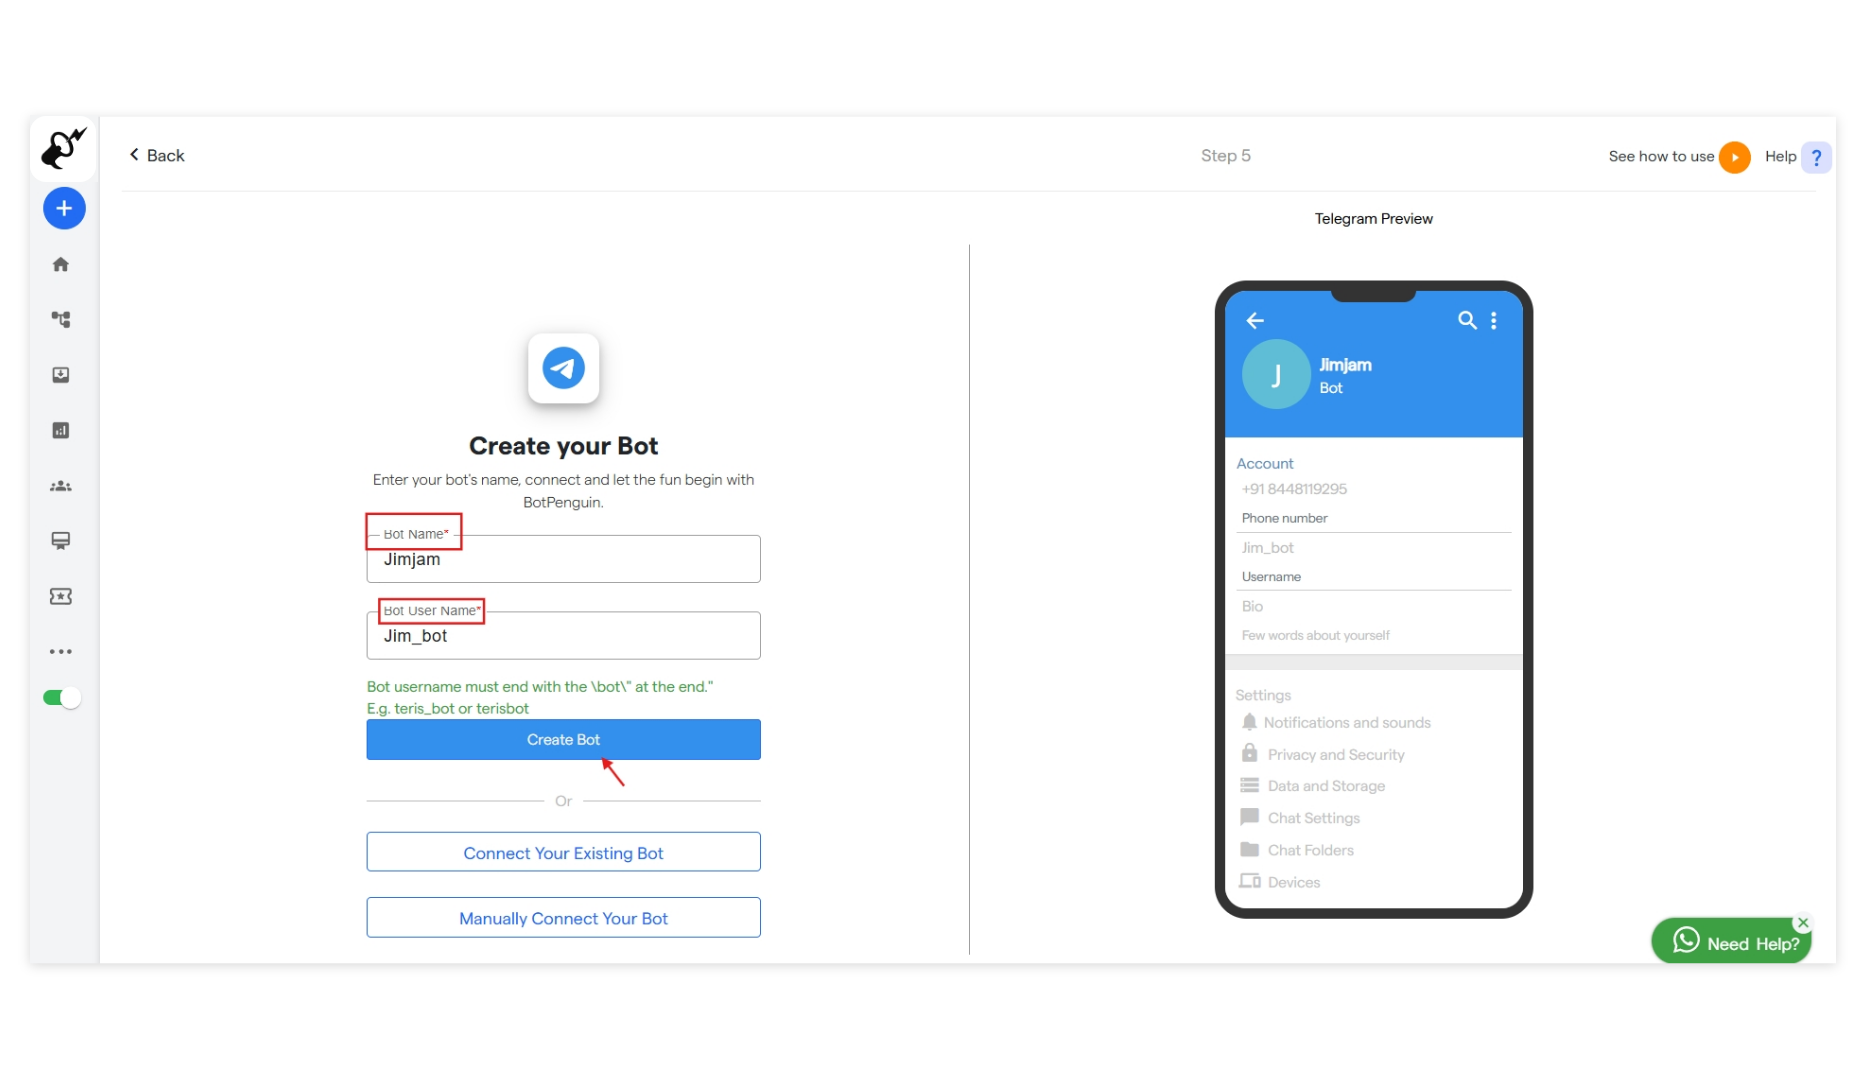 Back
Step 5
See how to use
Help ?
Telegram Preview
Create your Bot
Enter your bot's name, connect and let the fun begin with
BotPenguin.
Bot Name*
Jimjam
Bot User Name*
Jim_bot
Bot username must end with the \bot\" at the end."
E.g. teris_bot or terisbot
Create Bot
Or
Connect Your Existing Bot
Manually Connect Your Bot
J
Jimjam
Bot
Account
+91 8448119295
Phone number
Jim_bot
Username
Bio
Few words about yourself
Settings
Notifications and sounds
Privacy and Security
Data and Storage
Chat Settings
Chat Folders
Devices
Need Help?